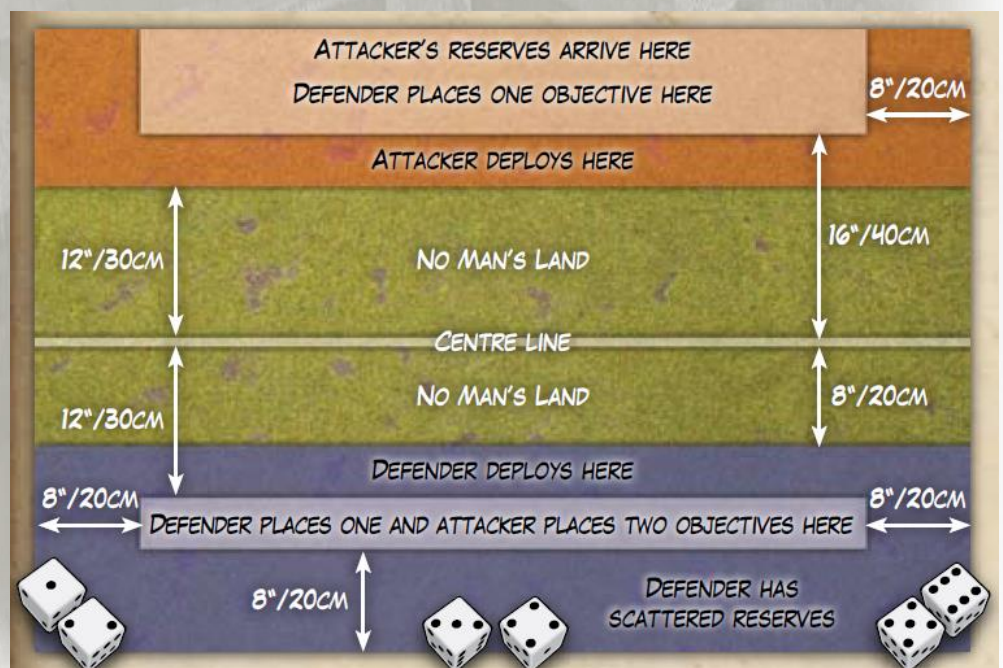 ATTACKER'S RESERVES ARRIVE HERE
DEFENDER PLACES ONE OBJECTIVE HERE
8"/20CM
ATTACKER DEPLOYS HERE
12"/30CM
NO MAN'S LAND
16"/40CM
CENTRE LINE
NO MAN'S LAND
8"/20CM
12"/30CM
DEFENDER DEPLOYS HERE
8"/20CM
8"/20CM
DEFENDER PLACES ONE AND ATTACKER PLACES TWO OBJECTIVES HERE
8"/20CM
DEFENDER HAS
SCATTERED RESERVES